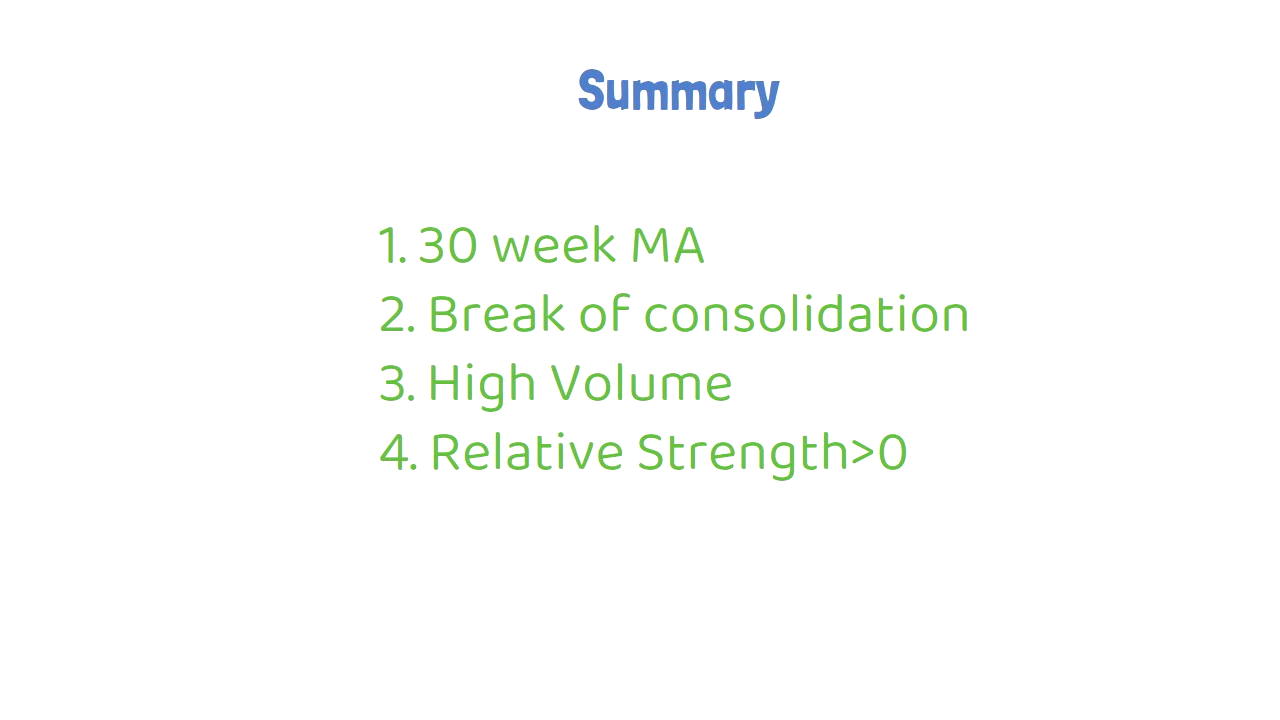 Summary
1. 30 week MA
2. Break of consolidation
3. High Volume
4. Relative Strength>0